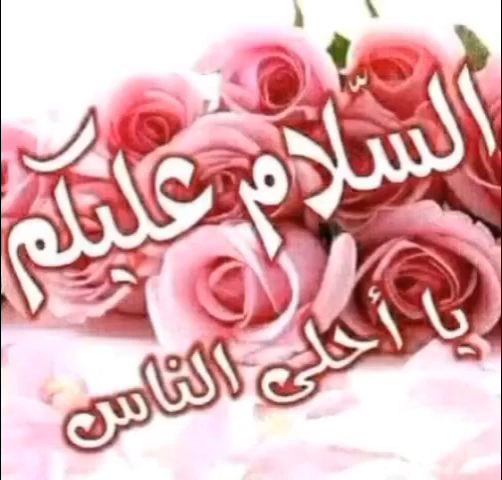 السّلام عليكم
يا أحلى الناس